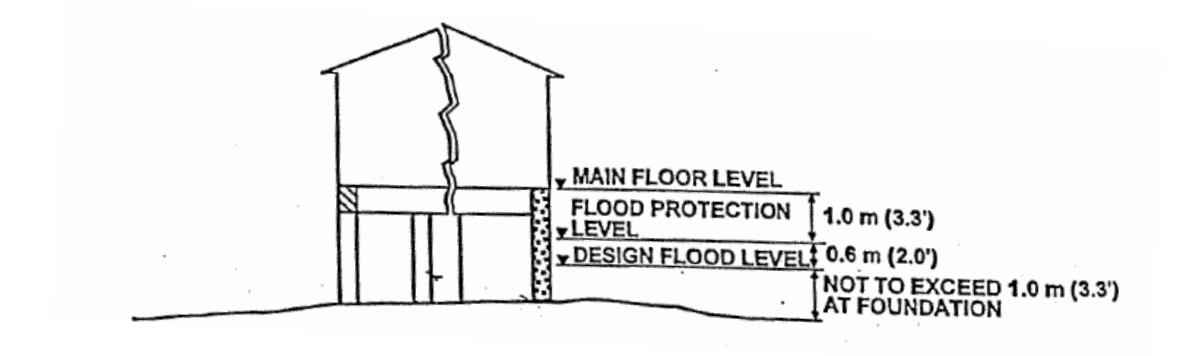 MAIN FLOOR LEVEL
FLOOD PROTECTION
LEVEL
1.0 m (3.3')
DESIGN FLOOD LEVEL
0.6 m (2.0')
NOT TO EXCEED 1.0 m (3.3')
AT FOUNDATION